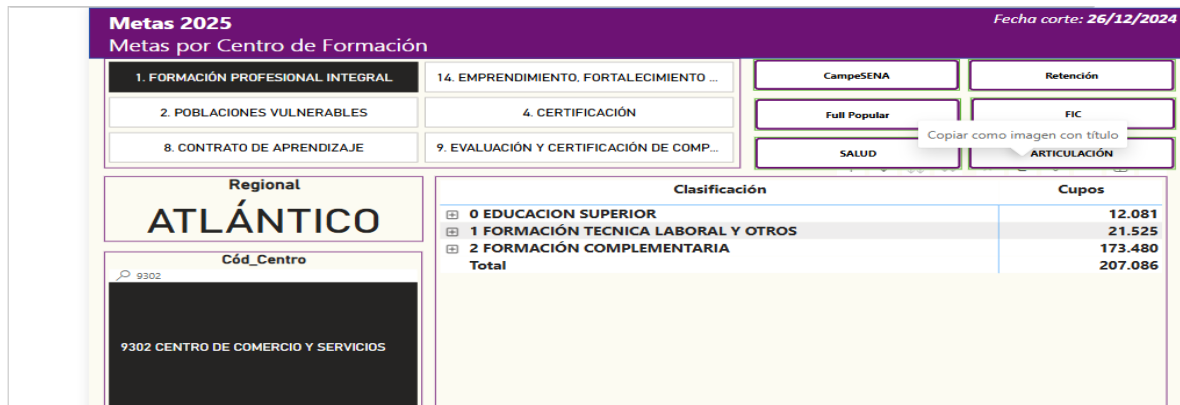 Metas 2025
Fecha corte: 26/12/2024
Metas por Centro de Formación
1. FORMACIÓN PROFESIONAL INTEGRAL
14. EMPRENDIMIENTO, FORTALECIMIENTO ...
CampeSENA
Retención
2. POBLACIONES VULNERABLES
4. CERTIFICACIÓN
Full Popular
FIC
Copiar como imagen con título
8. CONTRATO DE APRENDIZAJE
9. EVALUACIÓN Y CERTIFICACIÓN DE COMP...
SALUD
ARTICULACIÓN
Regional
ATLÁNTICO
Cód_Centro
9302
9302 CENTRO DE COMERCIO Y SERVICIOS
Clasificación Cupos
0 EDUCACION SUPERIOR 12.081
1 FORMACIÓN TECNICA LABORAL Y OTROS 21.525
2 FORMACIÓN COMPLEMENTARIA 173.480
Total 207.086